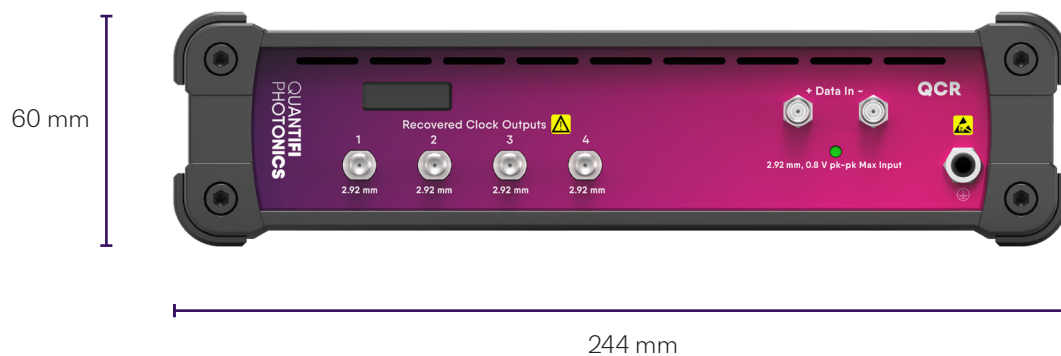 60 mm
QUANTIFI
PHOTONICS
Recovered Clock Outputs
1 2 3 4
2.92 mm 2.92 mm 2.92 mm 2.92 mm
+ Data In -
2.92 mm, 0.8 V pk-pk Max Input
QCR
244 mm